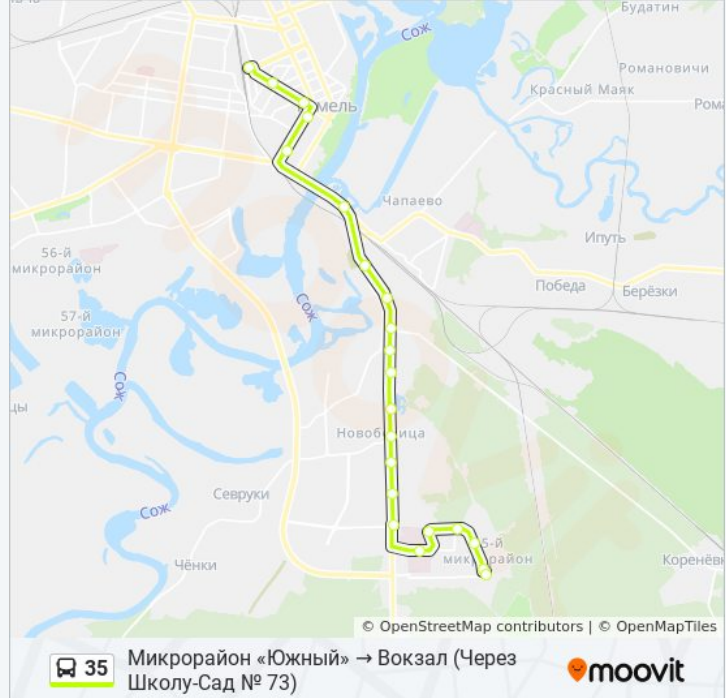 Будатин
Сож
Романовичи
Красный Маяк
Рома
мель
Чапаево
Ипуть
56-й
микрорайон
Победа
Берёзки
Сож
57-й
микрорайон
Сож
цы
Новобелица
Севруки
Сож
5-й
микрорайон
Чёнки
Коренёвк
© OpenStreetMap contributors | © OpenMapTiles
35
Микрорайон «Южный» → Вокзал (Через
Школу-Сад № 73)
moovit